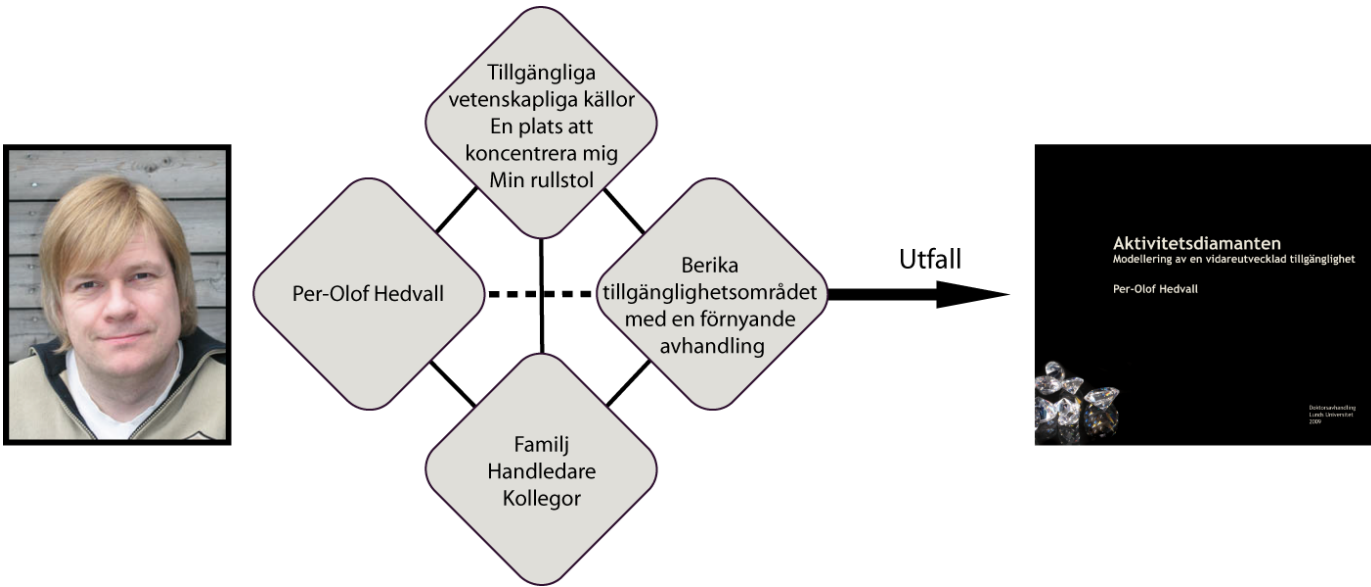 Tillgängliga
vetenskapliga källor
En plats att
koncentrera mig
Min rullstol
Per-Olof Hedvall
Berika
tillgänglighetsområdet
med en förnyande
avhandling
Familj
Handledare
Kollegor
Utfall
Aktivitetsdiamanten
Modellering av en vidareutvecklad tillgänglighet
Per-Olof Hedvall
Doktorsavhandling
Lunds Universitet
2009